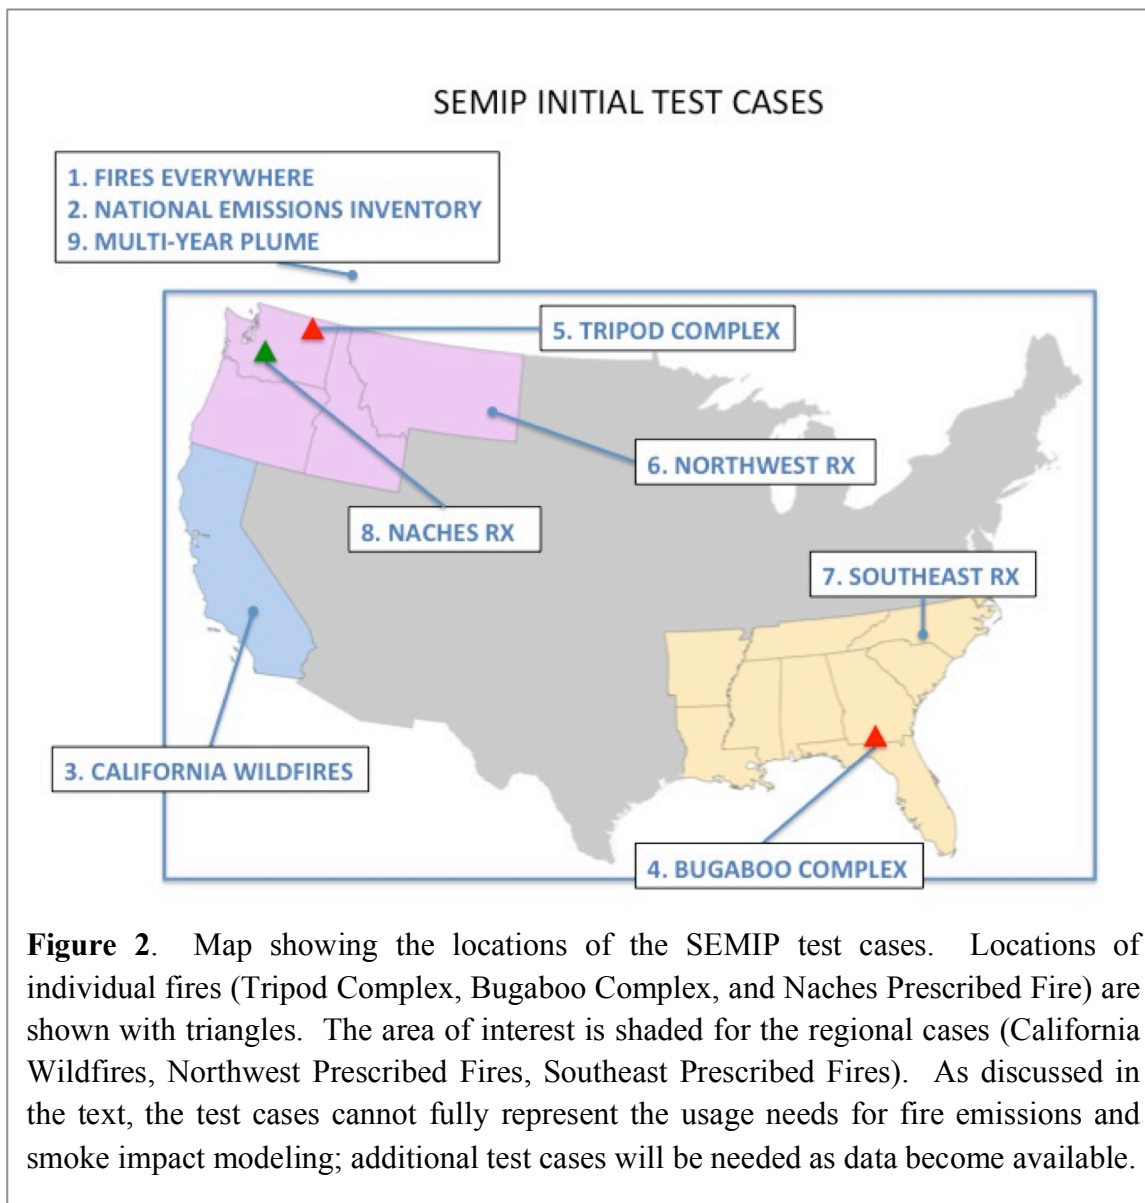 SEMIP INITIAL TEST CASES
1. FIRES EVERYWHERE
2. NATIONAL EMISSIONS INVENTORY
9. MULTI-YEAR PLUME
5. TRIPOD COMPLEX
6. NORTHWEST RX
8. NACHES RX
7. SOUTHEAST RX
3. CALIFORNIA WILDFIRES
4. BUGABOO COMPLEX
Figure 2. Map showing the locations of the SEMIP test cases. Locations of
individual fires (Tripod Complex, Bugaboo Complex, and Naches Prescribed Fire) are
shown with triangles. The area of interest is shaded for the regional cases (California
Wildfires, Northwest Prescribed Fires, Southeast Prescribed Fires). As discussed in
the text, the test cases cannot fully represent the usage needs for fire emissions and
smoke impact modeling; additional test cases will be needed as data become available.